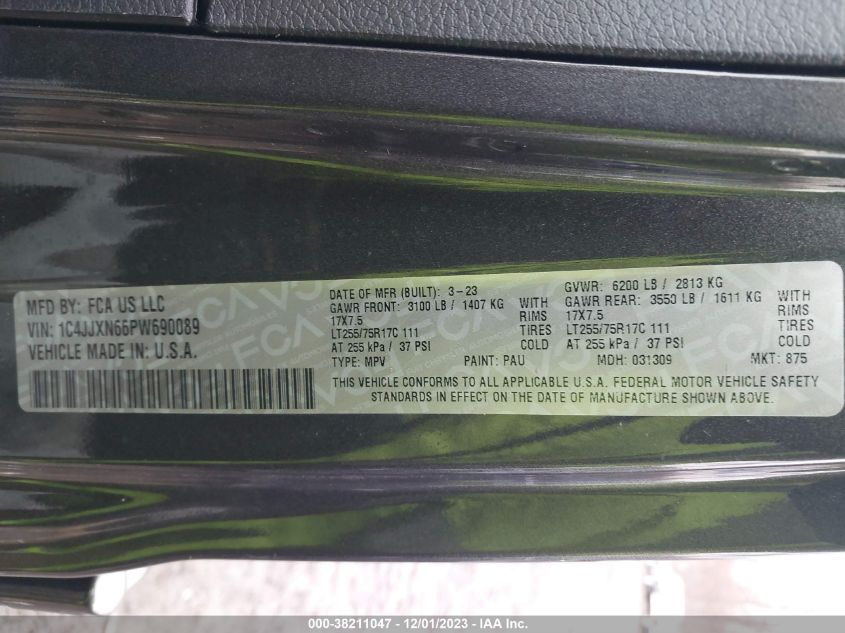 MFD BY: FCA US LLC
VIN: 1C4JJXN66PW690089
VEHICLE MADE IN: U.S.A.
DATE OF MFR (BUILT): 3-23 GVWR: 6200 LB / 2813 KG
GAWR FRONT: 3100 LB / 1407 KG WITH GAWR REAR: 3550 LB / 1611 KG WITH
17X7.5 RIMS 17X7.5 RIMS
LT255/75R17C 111 TIRES LT255/75R17C 111 TIRES
AT 255 kPa / 37 PSI COLD AT 255 kPa / 37 PSI COLD
TYPE: MPV PAINT: PAU MDH: 031309 MKT: 875
THIS VEHICLE CONFORMS TO ALL APPLICABLE U.S.A. FEDERAL MOTOR VEHICLE SAFETY
STANDARDS IN EFFECT ON THE DATE OF MANUFACTURE SHOWN ABOVE.
000-38211047 - 12/01/2023 - IAA Inc.